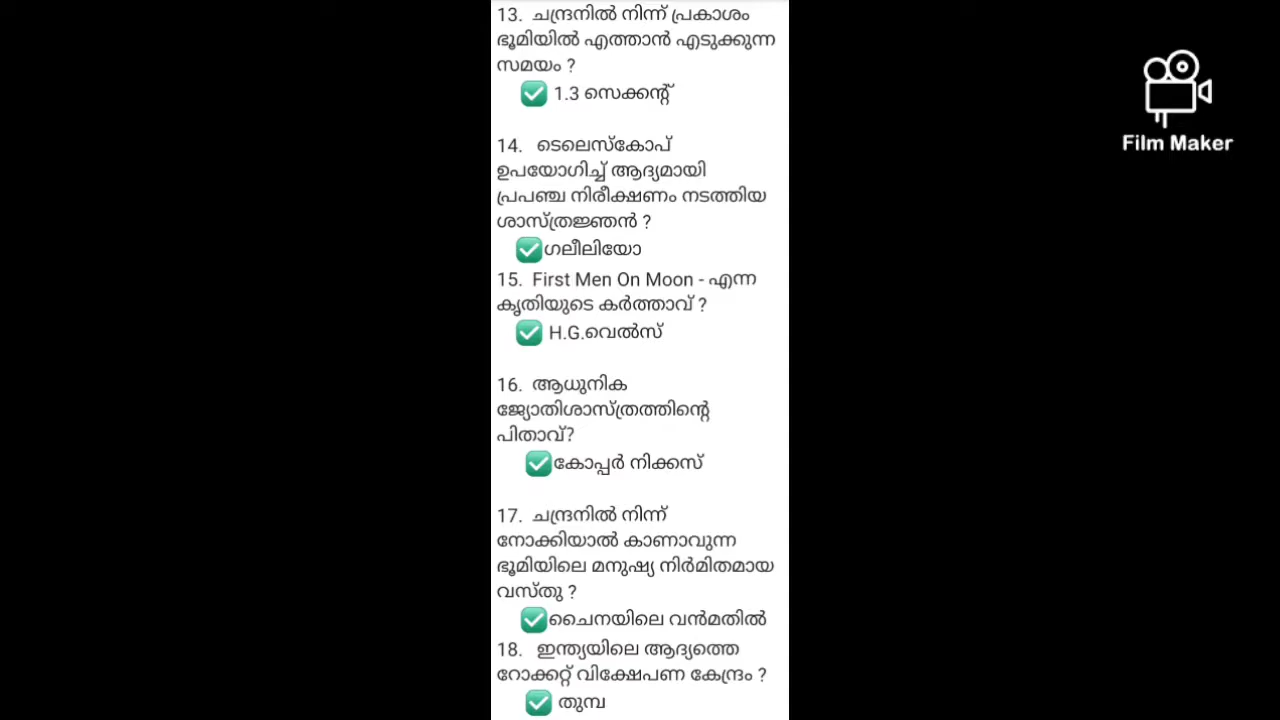 13. ചന്ദ്രനിൽ നിന്ന് പ്രകാശം
ഭൂമിയിൽ എത്താൻ എടുക്കുന്ന
സമയം ?
✅ 1.3 സെക്കന്റ്
14. ടെലെസ്കോപ്
ഉപയോഗിച്ച് ആദ്യമായി
പ്രപഞ്ച നിരീക്ഷണം നടത്തിയ
ശാസ്ത്രജ്ഞൻ ?
✅ഗലീലിയോ
15. First Men On Moon - എന്ന
കൃതിയുടെ കർത്താവ് ?
✅ H.G.വെൽസ്
16. ആധുനിക
ജ്യോതിശാസ്ത്രത്തിന്റെ
പിതാവ്?
✅കോപ്പർ നിക്കസ്
17. ചന്ദ്രനിൽ നിന്ന്
നോക്കിയാൽ കാണാവുന്ന
ഭൂമിയിലെ മനുഷ്യ നിർമിതമായ
വസ്തു ?
✅ചൈനയിലെ വൻമതിൽ
18. ഇന്ത്യയിലെ ആദ്യത്തെ
റോക്കറ്റ് വിക്ഷേപണ കേന്ദ്രം ?
✅ തുമ്പ
Film Maker